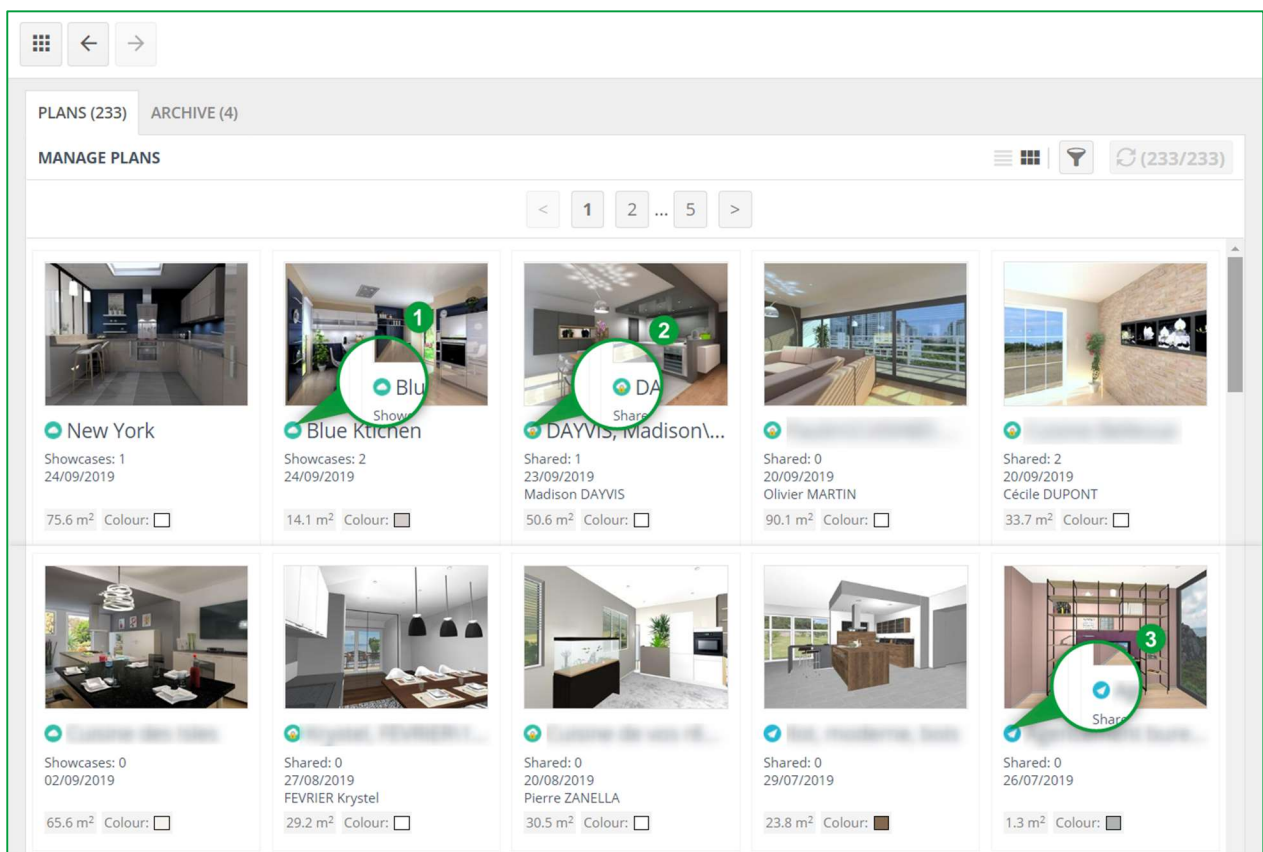 PLANS (233) ARCHIVE (4)
MANAGE PLANS
(233/233)
< 1 2 ... 5 >
1
2
Blu
Showc
DA
Share
New York
Blue Ktichen
DAYVIS, Madison\...
Showcases: 1
Showcases: 2
Shared: 1
Shared: 0
Shared: 2
24/09/2019
24/09/2019
23/09/2019
20/09/2019
20/09/2019
Madison DAYVIS
Olivier MARTIN
Cécile DUPONT
75.6 m² Colour:
14.1 m² Colour:
50.6 m² Colour:
90.1 m² Colour:
33.7 m² Colour:
3
Share
Showcases: 0
Shared: 0
Shared: 0
Shared: 0
Shared: 0
02/09/2019
27/08/2019
20/08/2019
29/07/2019
26/07/2019
FEVRIER Krystel
Pierre ZANELLA
65.6 m² Colour:
29.2 m² Colour:
30.5 m² Colour:
23.8 m² Colour:
1.3 m² Colour: